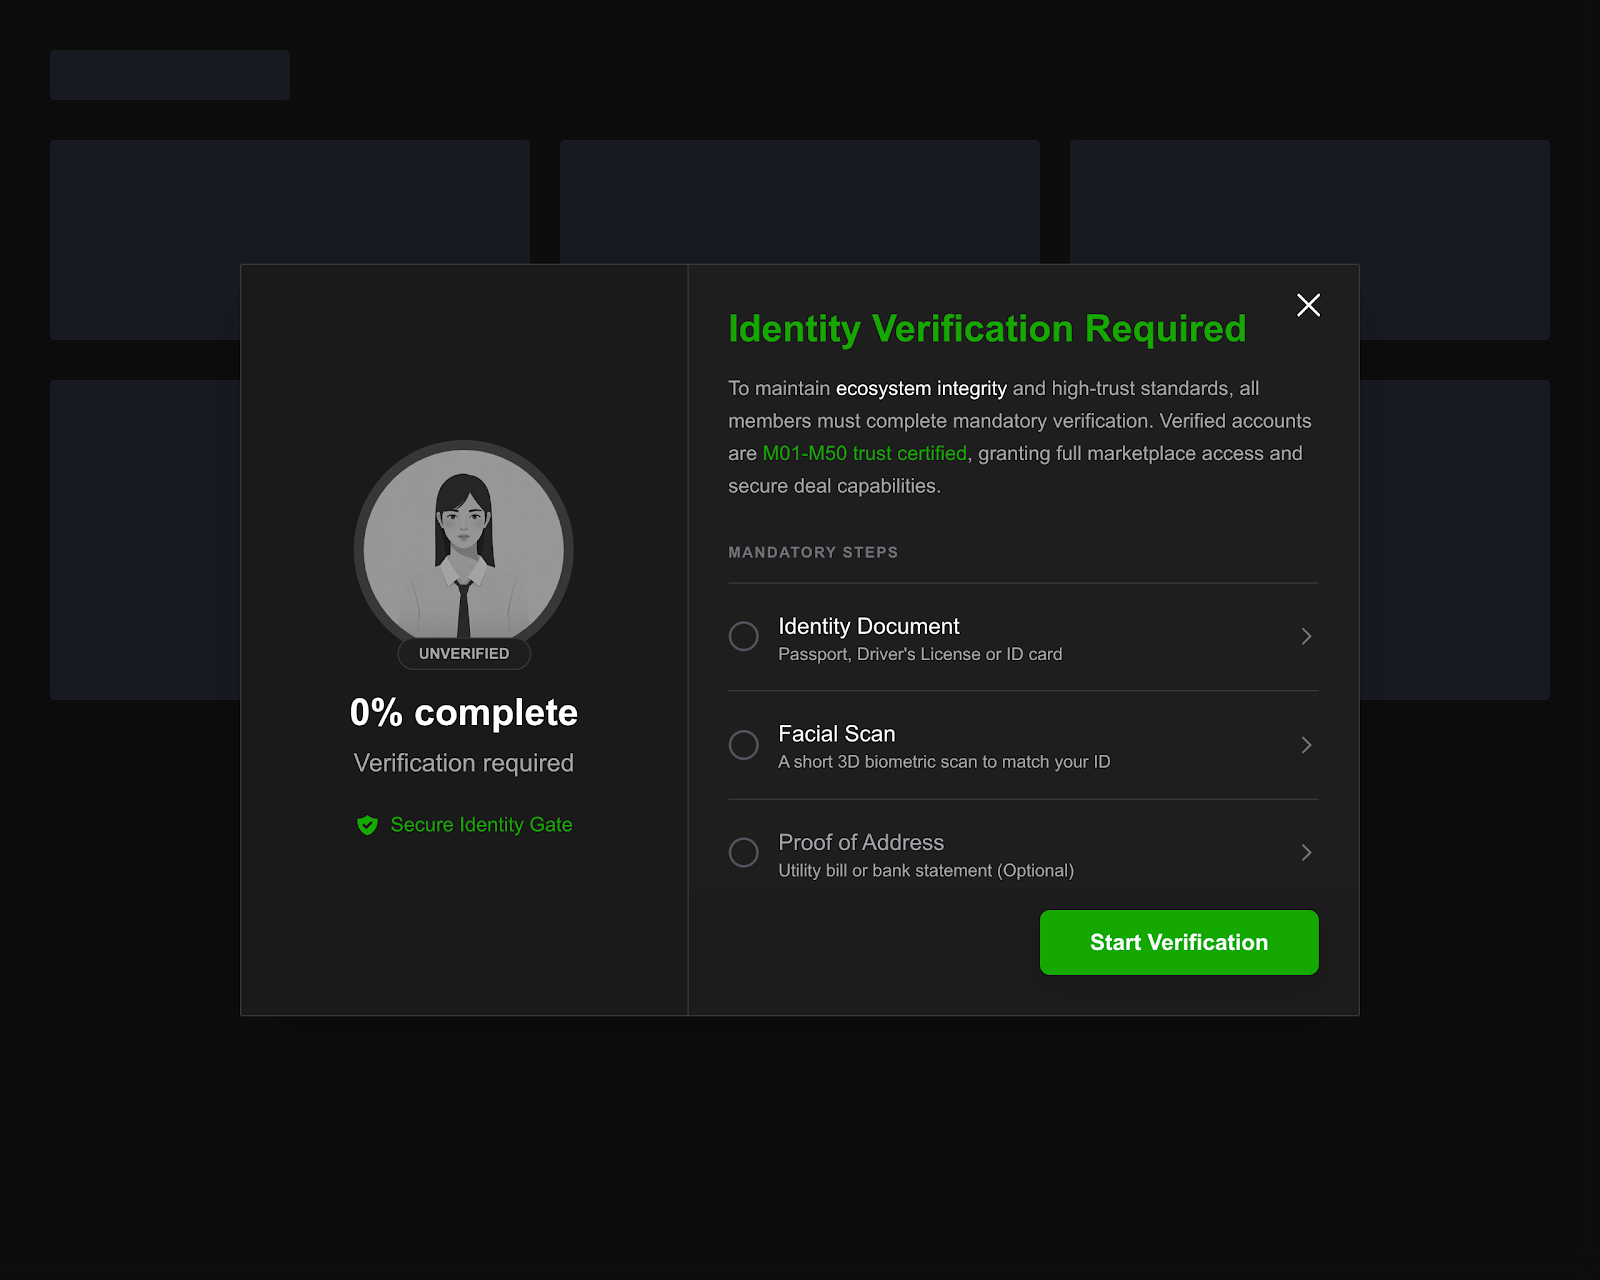 UNVERIFIED
0% complete
Verification required
Secure Identity Gate
Identity Verification Required
To maintain ecosystem integrity and high-trust standards, all
members must complete mandatory verification. Verified accounts
are M01-M50 trust certified, granting full marketplace access and
secure deal capabilities.
MANDATORY STEPS
Identity Document
Passport, Driver's License or ID card
Facial Scan
A short 3D biometric scan to match your ID
Proof of Address
Utility bill or bank statement (Optional)
Start Verification